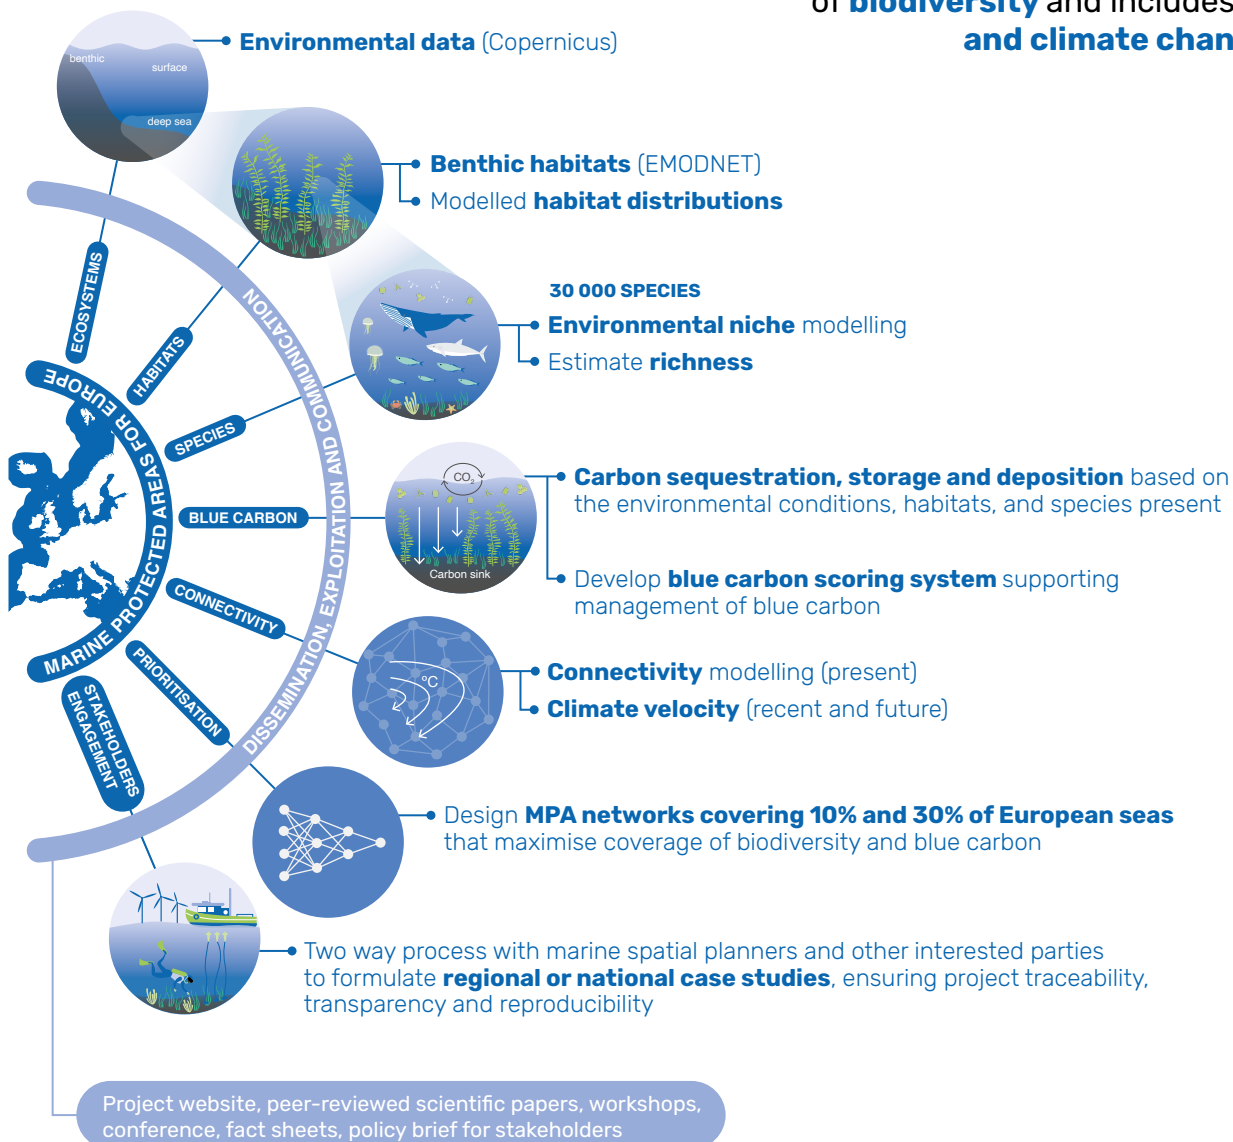 of biodiversity and includes
and climate chan
Environmental data (Copernicus)
benthic
surface
deep sea
Benthic habitats (EMODNET)
Modelled habitat distributions
30 000 SPECIES
Environmental niche modelling
Estimate richness
CO₂
Carbon sink
Carbon sequestration, storage and deposition based on
the environmental conditions, habitats, and species present
Develop blue carbon scoring system supporting
management of blue carbon
°C
Connectivity modelling (present)
Climate velocity (recent and future)
Design MPA networks covering 10% and 30% of European seas
that maximise coverage of biodiversity and blue carbon
Two way process with marine spatial planners and other interested parties
to formulate regional or national case studies, ensuring project traceability,
transparency and reproducibility
ECOSYSTEMS
HABITATS
SPECIES
BLUE CARBON
CONNECTIVITY
PRIORITISATION
STAKEHOLDERS
ENGAGEMENT
MARINE PROTECTED AREAS FOR EUROPE
DISSEMINATION, EXPLOITATION AND COMMUNICATION
Project website, peer-reviewed scientific papers, workshops,
conference, fact sheets, policy brief for stakeholders